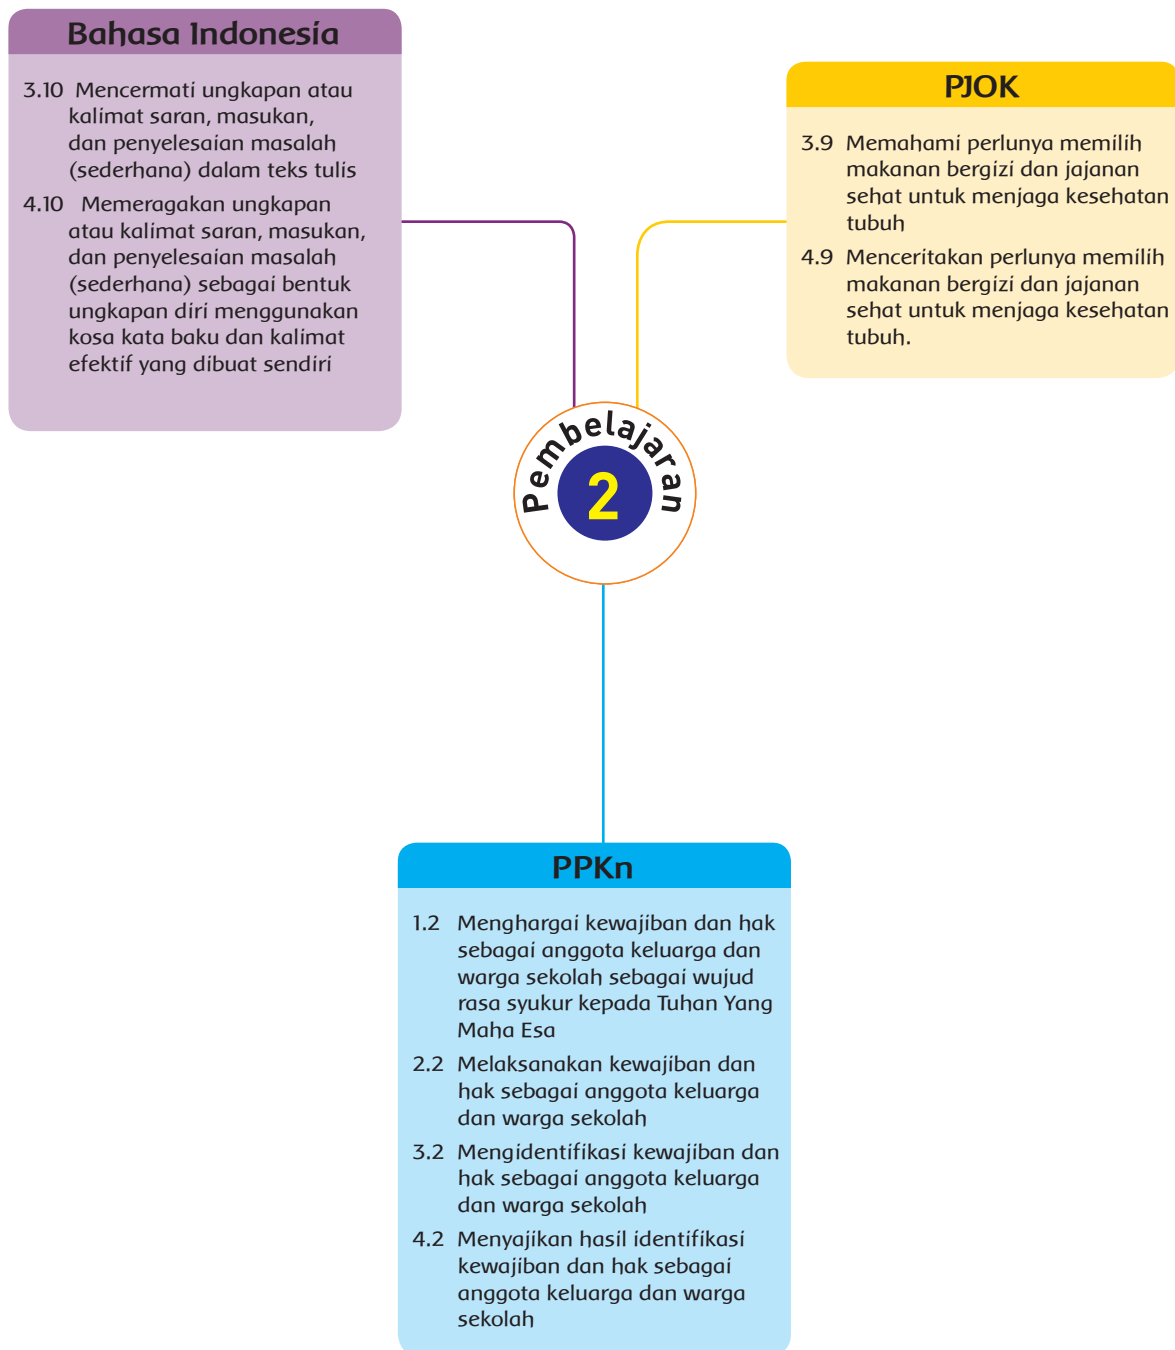 Bahasa Indonesia
3.10 Mencermati ungkapan atau
kalimat saran, masukan,
dan penyelesaian masalah
(sederhana) dalam teks tulis
4.10 Memeragakan ungkapan
atau kalimat saran, masukan,
dan penyelesaian masalah
(sederhana) sebagai bentuk
ungkapan diri menggunakan
kosa kata baku dan kalimat
efektif yang dibuat sendiri
PJOK
3.9 Memahami perlunya memilih
makanan bergizi dan jajanan
sehat untuk menjaga kesehatan
tubuh
4.9 Menceritakan perlunya memilih
makanan bergizi dan jajanan
sehat untuk menjaga kesehatan
tubuh.
Pembelajaran
2
PPKn
1.2 Menghargai kewajiban dan hak
sebagai anggota keluarga dan
warga sekolah sebagai wujud
rasa syukur kepada Tuhan Yang
Maha Esa
2.2 Melaksanakan kewajiban dan
hak sebagai anggota keluarga
dan warga sekolah
3.2 Mengidentifikasi kewajiban dan
hak sebagai anggota keluarga
dan warga sekolah
4.2 Menyajikan hasil identifikasi
kewajiban dan hak sebagai
anggota keluarga dan warga
sekolah